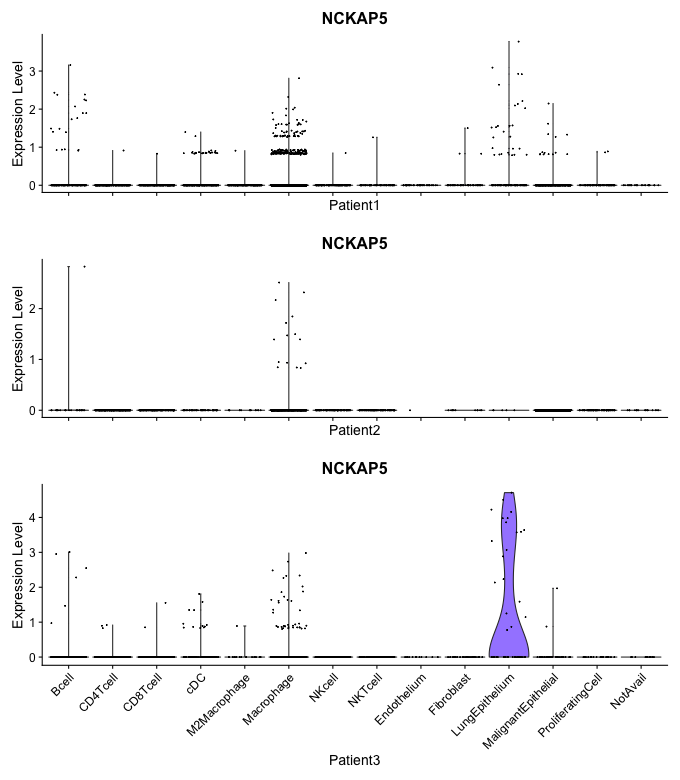 NCKAP5
Expression Level
3
2
1
0
Patient1
NCKAP5
Expression Level
2
1
0
Patient2
NCKAP5
Expression Level
4
3
2
1
0
Bcell
CD4Tcell
CD8Tcell
cDC
M2Macrophage
Macrophage
NKcell
NKTcell
Endothelium
Fibroblast
LungEpithelium
MalignantEpithelial
ProliferatingCell
NotAvail
Patient3